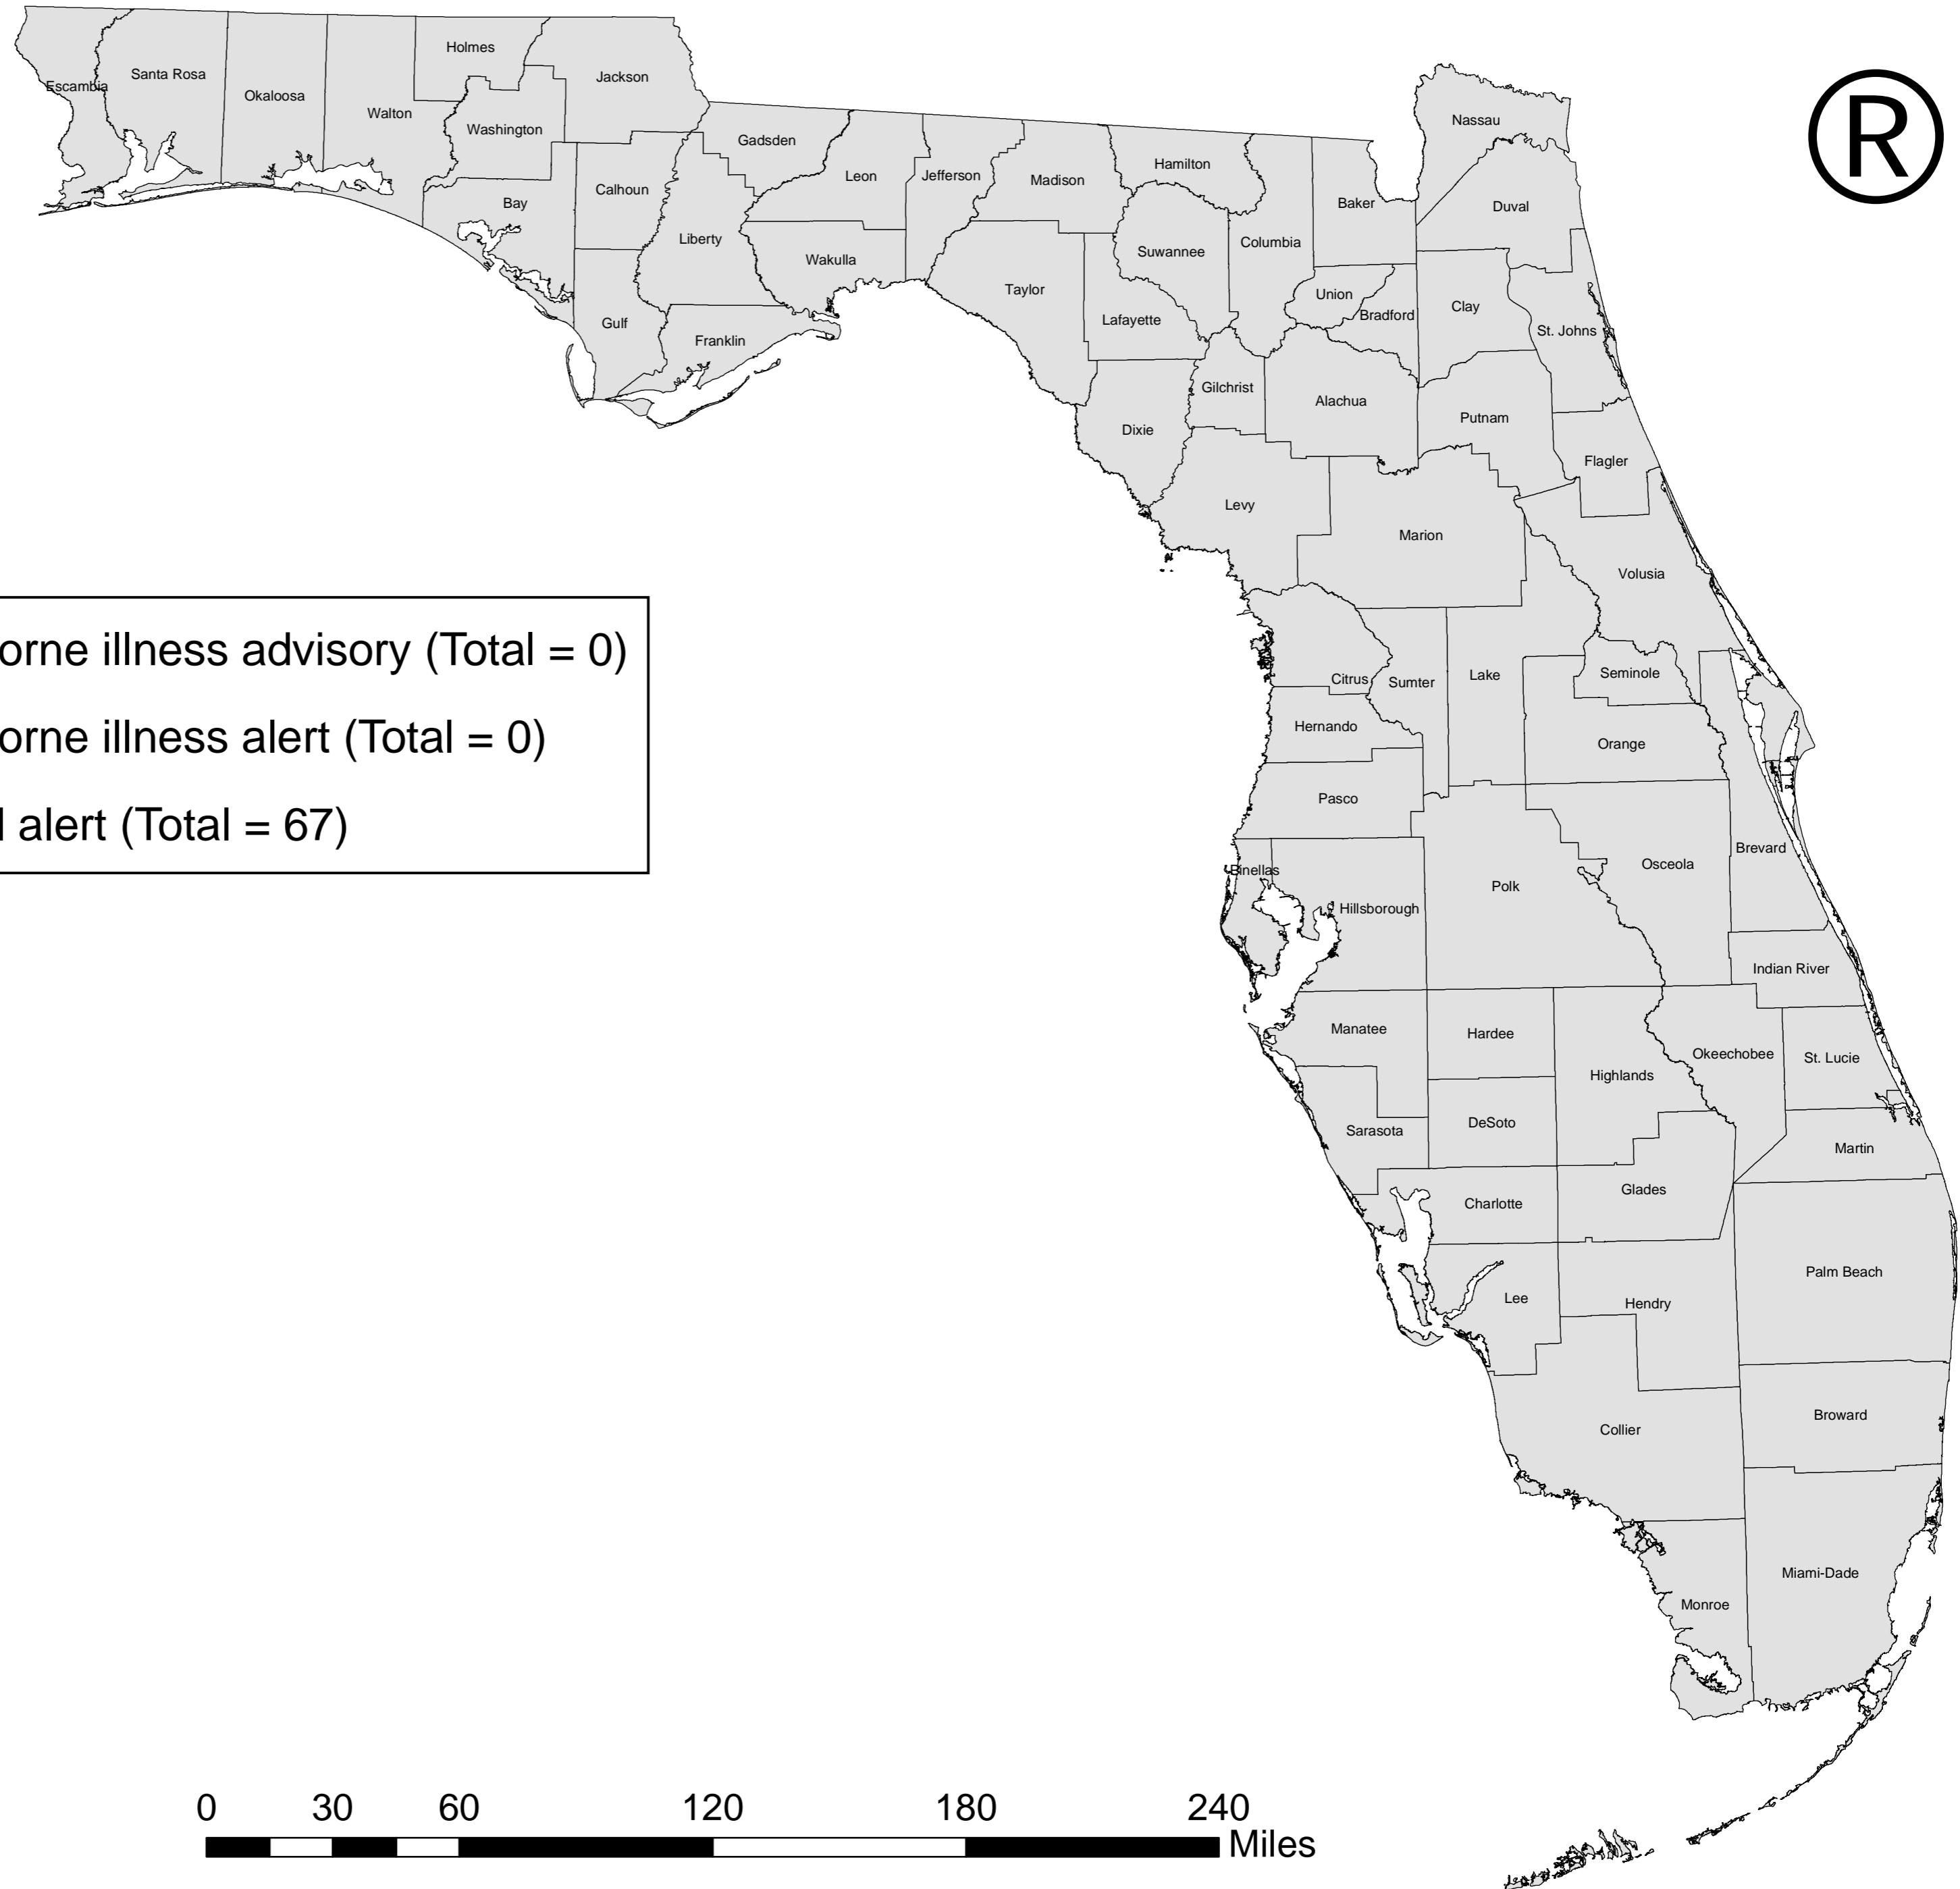 Holmes
Santa Rosa
Jackson
Escambia
Okaloosa
Walton
Washington
Nassau
®
Gadsden
Hamilton
Leon
Jefferson
Madison
Calhoun
Bay
Baker
Duval
Liberty
Columbia
Suwannee
Wakulla
Taylor
Union
Clay
Bradford
Lafayette
Gulf
St. Johns
Franklin
Gilchrist
Alachua
Putnam
Dixie
Flagler
Levy
Marion
Volusia
orne illness advisory (Total = 0)
orne illness alert (Total = 0)
l alert (Total = 67)
Citrus
Sumter
Lake
Seminole
Hernando
Orange
Pasco
Brevard
Osceola
Pinellas
Polk
Hillsborough
Indian River
Manatee
Hardee
Okeechobee
St. Lucie
Highlands
Sarasota
DeSoto
Martin
Glades
Charlotte
Palm Beach
Lee
Hendry
Broward
Collier
Miami-Dade
Monroe
0 30 60 120 180 240
Miles